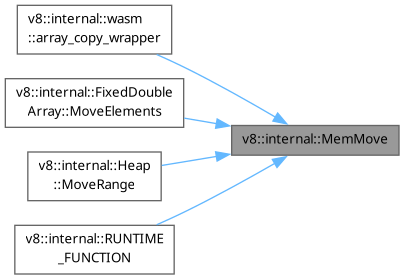 v8::internal::wasm
::array_copy_wrapper
v8::internal::FixedDouble
Array::MoveElements
v8::internal::MemMove
v8::internal::Heap
::MoveRange
v8::internal::RUNTIME
_FUNCTION